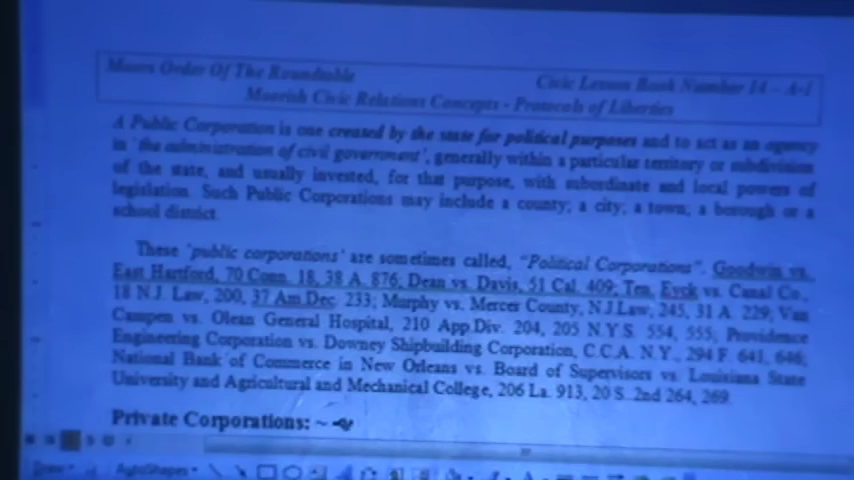 Moors Order Of The Roundtable
Civic Lesson Book Number 14 – A-1
Moorish Civic Relations Concepts - Protocols of Liberties
A Public Corporation is one created by the state for political purposes and to act as an agency
in 'the administration of civil government', generally within a particular territory or subdivision
of the state, and usually invested, for that purpose, with subordinate and local powers of
legislation. Such Public Corporations may include a county; a city; a town; a borough or a
school district.
These 'public corporations' are sometimes called, "Political Corporations". Goodwin vs.
East Hartford, 70 Conn. 18, 38 A. 876; Dean vs. Davis, 51 Cal. 409; Ten, Eyck vs. Canal Co.,
18 N.J. Law, 200, 37 Am.Dec. 233; Murphy vs. Mercer County, N.J.Law, 245, 31 A. 229; Van
Campen vs. Olean General Hospital, 210 App.Div. 204, 205 N.Y.S. 554, 555; Providence
Engineering Corporation vs. Downey Shipbuilding Corporation, C.C.A. N.Y., 294 F. 641, 646;
National Bank of Commerce in New Orleans vs. Board of Supervisors vs. Louisiana State
University and Agricultural and Mechanical College, 206 La. 913, 20 S. 2nd 264, 269.
Private Corporations: ~
Draw AutoShapes